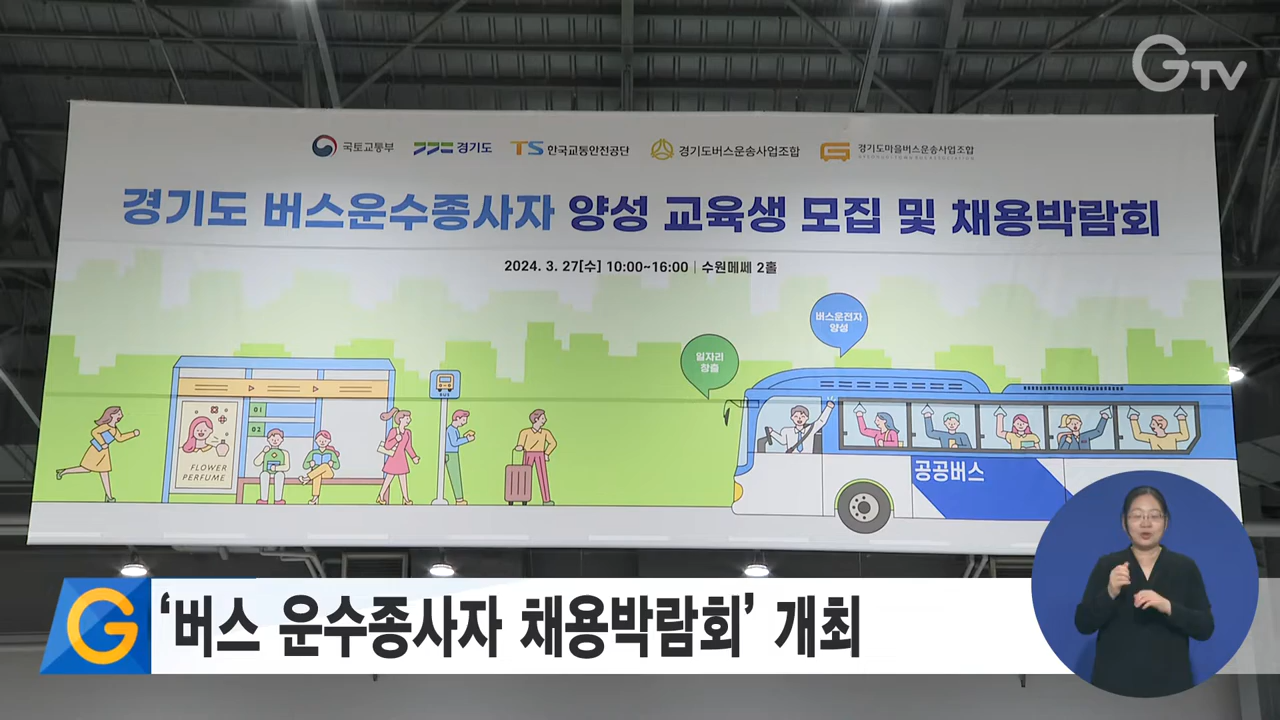 GTV
국토교통부 경기도 TS 한국교통안전공단 경기도버스운송사업조합 경기도마을버스운송사업조합
경기도 버스운수종사자 양성 교육생 모집 및 채용박람회
2024. 3. 27[수] 10:00~16:00 | 수원메쎄 2홀
버스운전자
양성
일자리
창출
BUS
01
02
FLOWER
PERFUME
공공버스
G
‘버스 운수종사자 채용박람회’ 개최